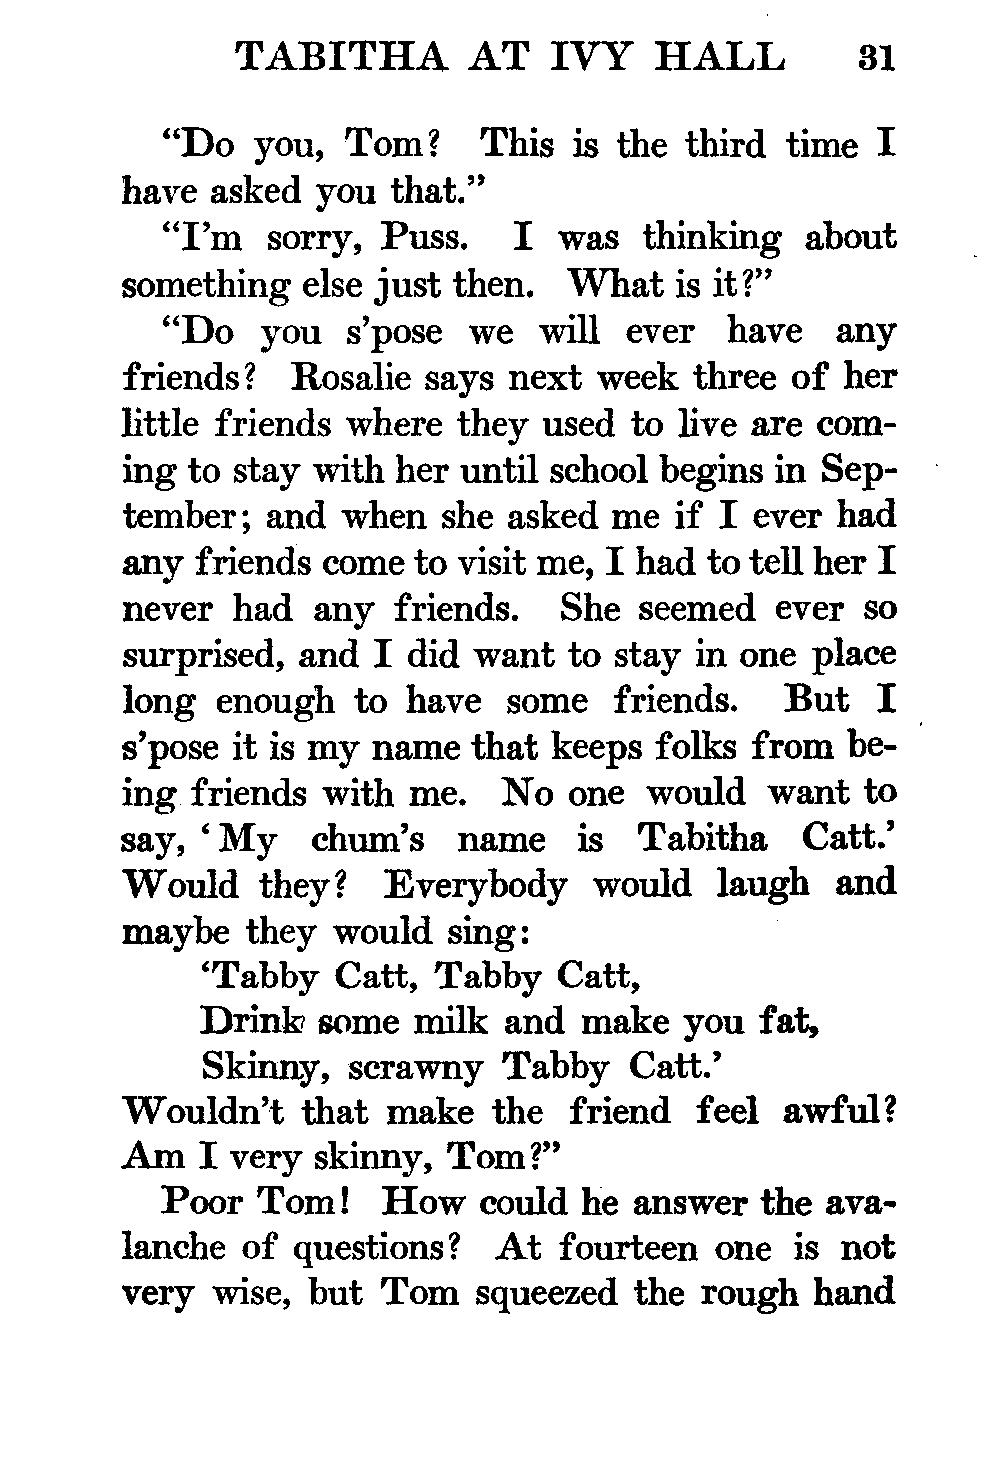 TABITHA AT IVY HALL 31
"Do you, Tom? This is the third time I
have asked you that."
"I'm sorry, Puss. I was thinking about
something else just then. What is it?"
"Do you s'pose we will ever have any
friends? Rosalie says next week three of her
little friends where they used to live are com-
ing to stay with her until school begins in Sep-
tember; and when she asked me if I ever had
any friends come to visit me, I had to tell her I
never had any friends. She seemed ever so
surprised, and I did want to stay in one place
long enough to have some friends. But I
s'pose it is my name that keeps folks from be-
ing friends with me. No one would want to
say, 'My chum's name is Tabitha Catt.'
Would they? Everybody would laugh and
maybe they would sing:
'Tabby Catt, Tabby Catt,
Drink some milk and make you fat,
Skinny, scrawny Tabby Catt.'
Wouldn't that make the friend feel awful?
Am I very skinny, Tom?"
Poor Tom! How could he answer the ava-
lanche of questions? At fourteen one is not
very wise, but Tom squeezed the rough hand